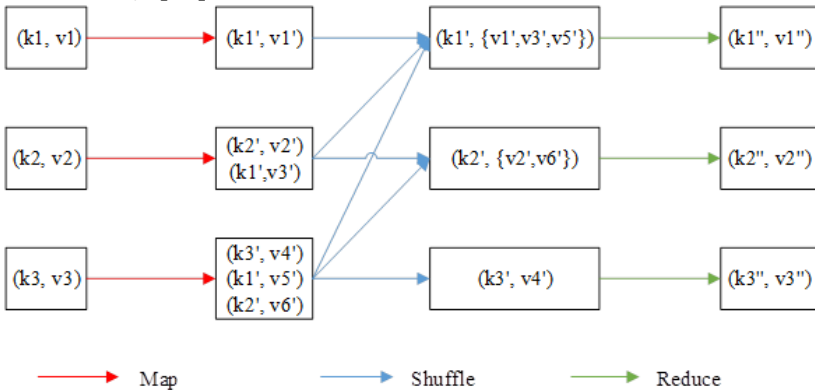 (k1, v1)
(k1', v1')
(k1', {v1',v3',v5'})
(k1'', v1'')
(k2, v2)
(k2', v2')
(k1',v3')
(k2', {v2',v6'})
(k2'', v2'')
(k3, v3)
(k3', v4')
(k1', v5')
(k2', v6')
(k3', v4')
(k3'', v3'')
Map
Shuffle
Reduce